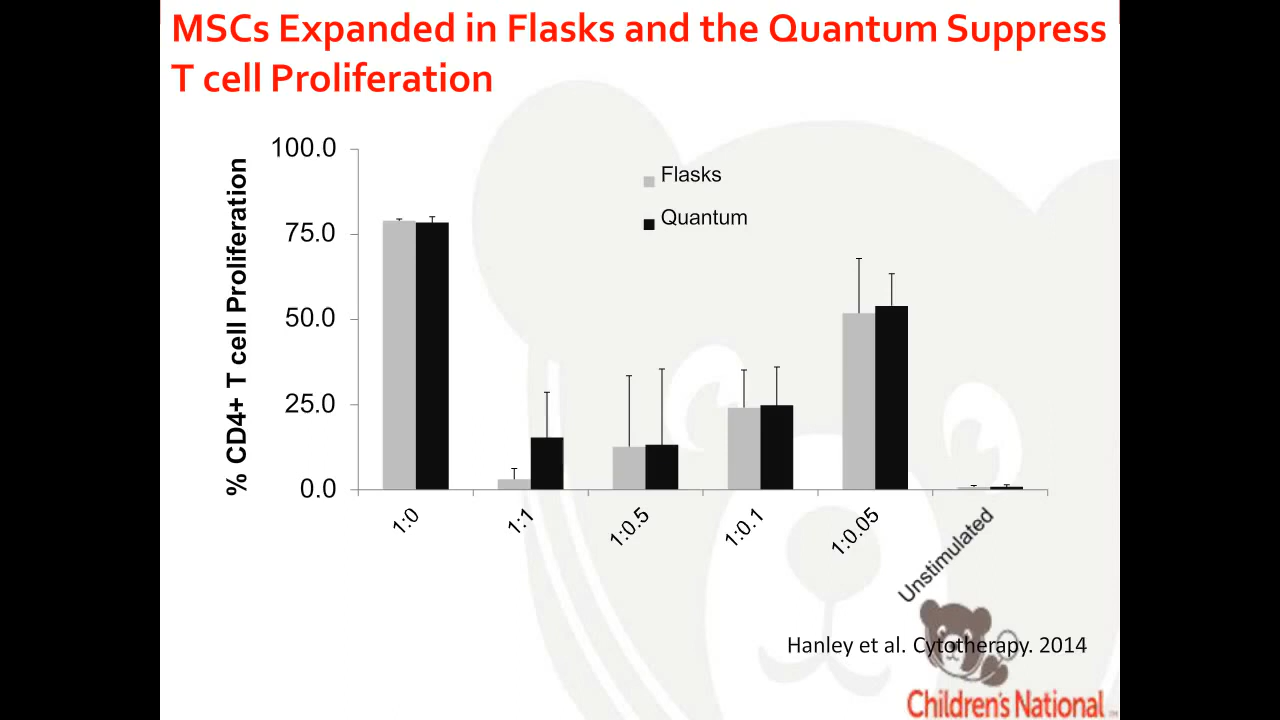 MSCs Expanded in Flasks and the Quantum Suppress
T cell Proliferation
% CD4+ T cell Proliferation
100.0
75.0
50.0
25.0
0.0
Flasks
Quantum
1:0
1:1
1:0.5
1:0.1
1:0.05
Unstimulated
Hanley et al. Cytotherapy. 2014
Children's National